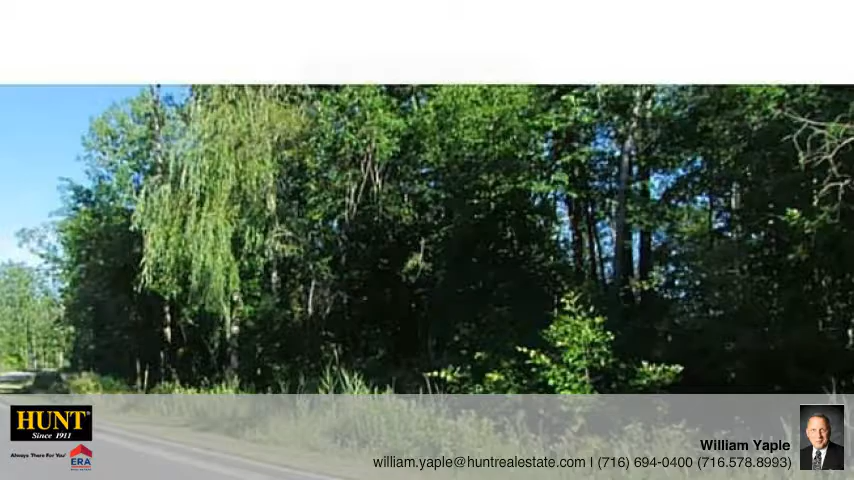 HUNT
Since 1911
Always There For You!
ERA
William Yaple
william.yaple@huntrealestate.com | (716) 694-0400 (716.578.8993)